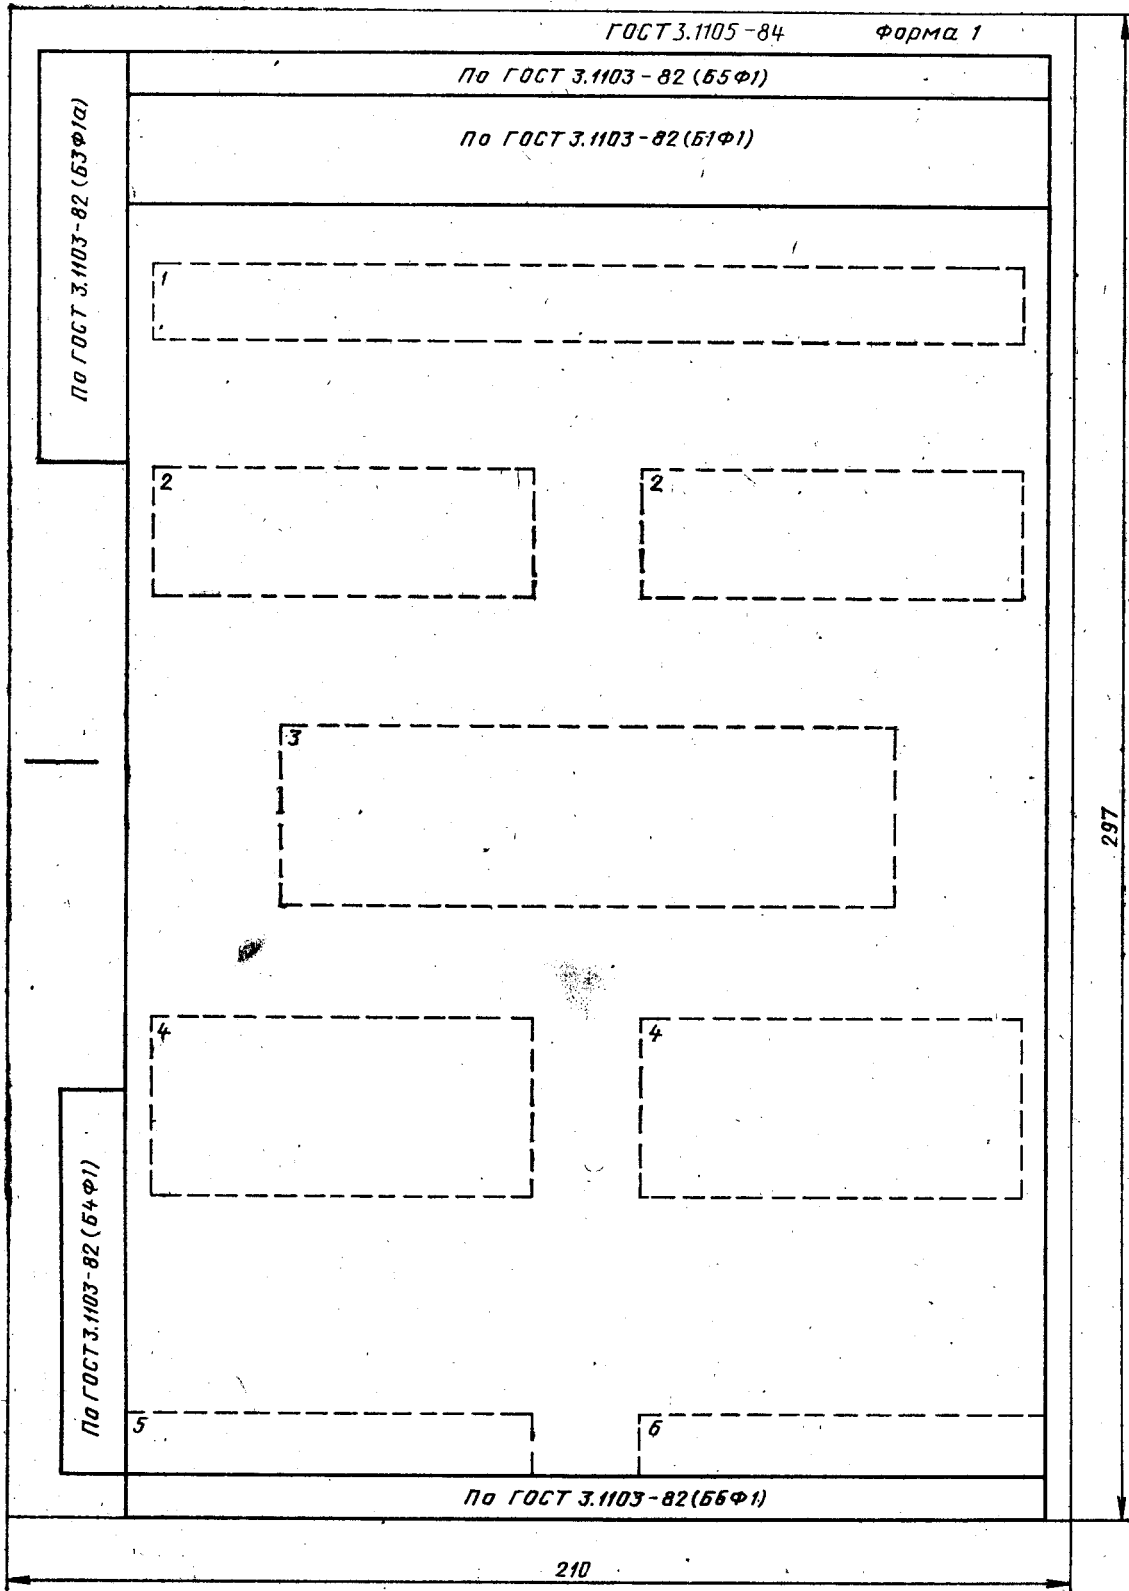 ГОСТ 3.1105-84 Форма 1
По ГОСТ 3.1103-82 (Б5Ф1)
По ГОСТ 3.1103-82 (Б1Ф1)
По ГОСТ 3.1103-82 (Б3Ф1а)
1
2
2
3
297
4
4
По ГОСТ 3.1103-82 (Б4Ф1)
5
6
По ГОСТ 3.1103-82 (Б6Ф1)
210